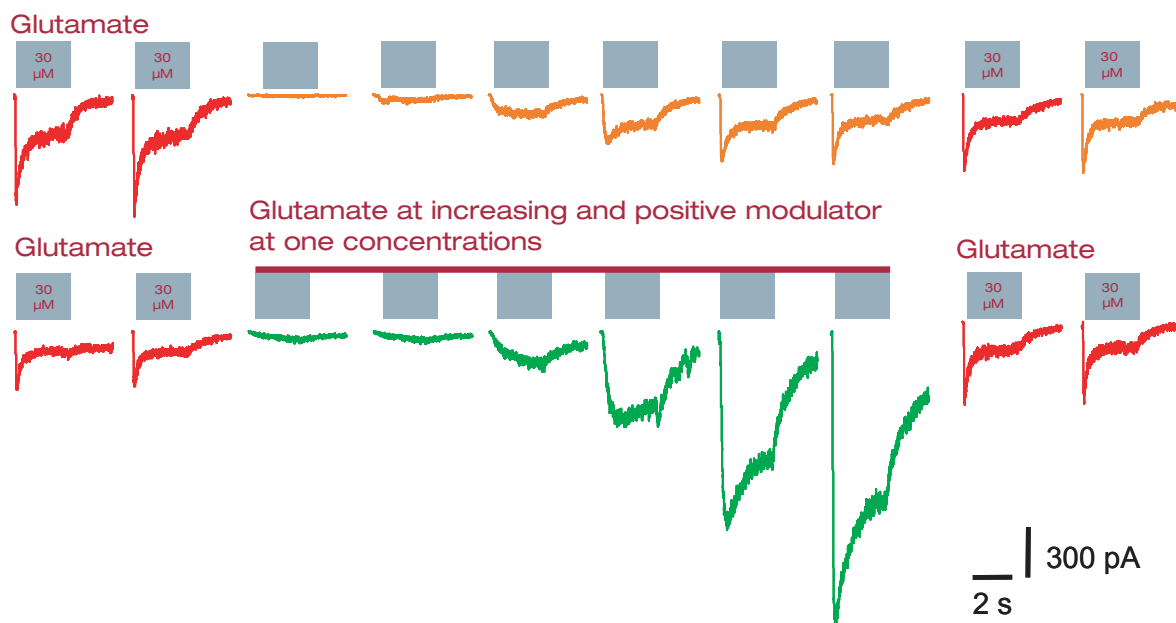 Glutamate
30
µM
30
µM
30
µM
30
µM
Glutamate at increasing and positive modulator
at one concentrations
Glutamate
Glutamate
30
µM
30
µM
30
µM
30
µM
300 pA
2 s